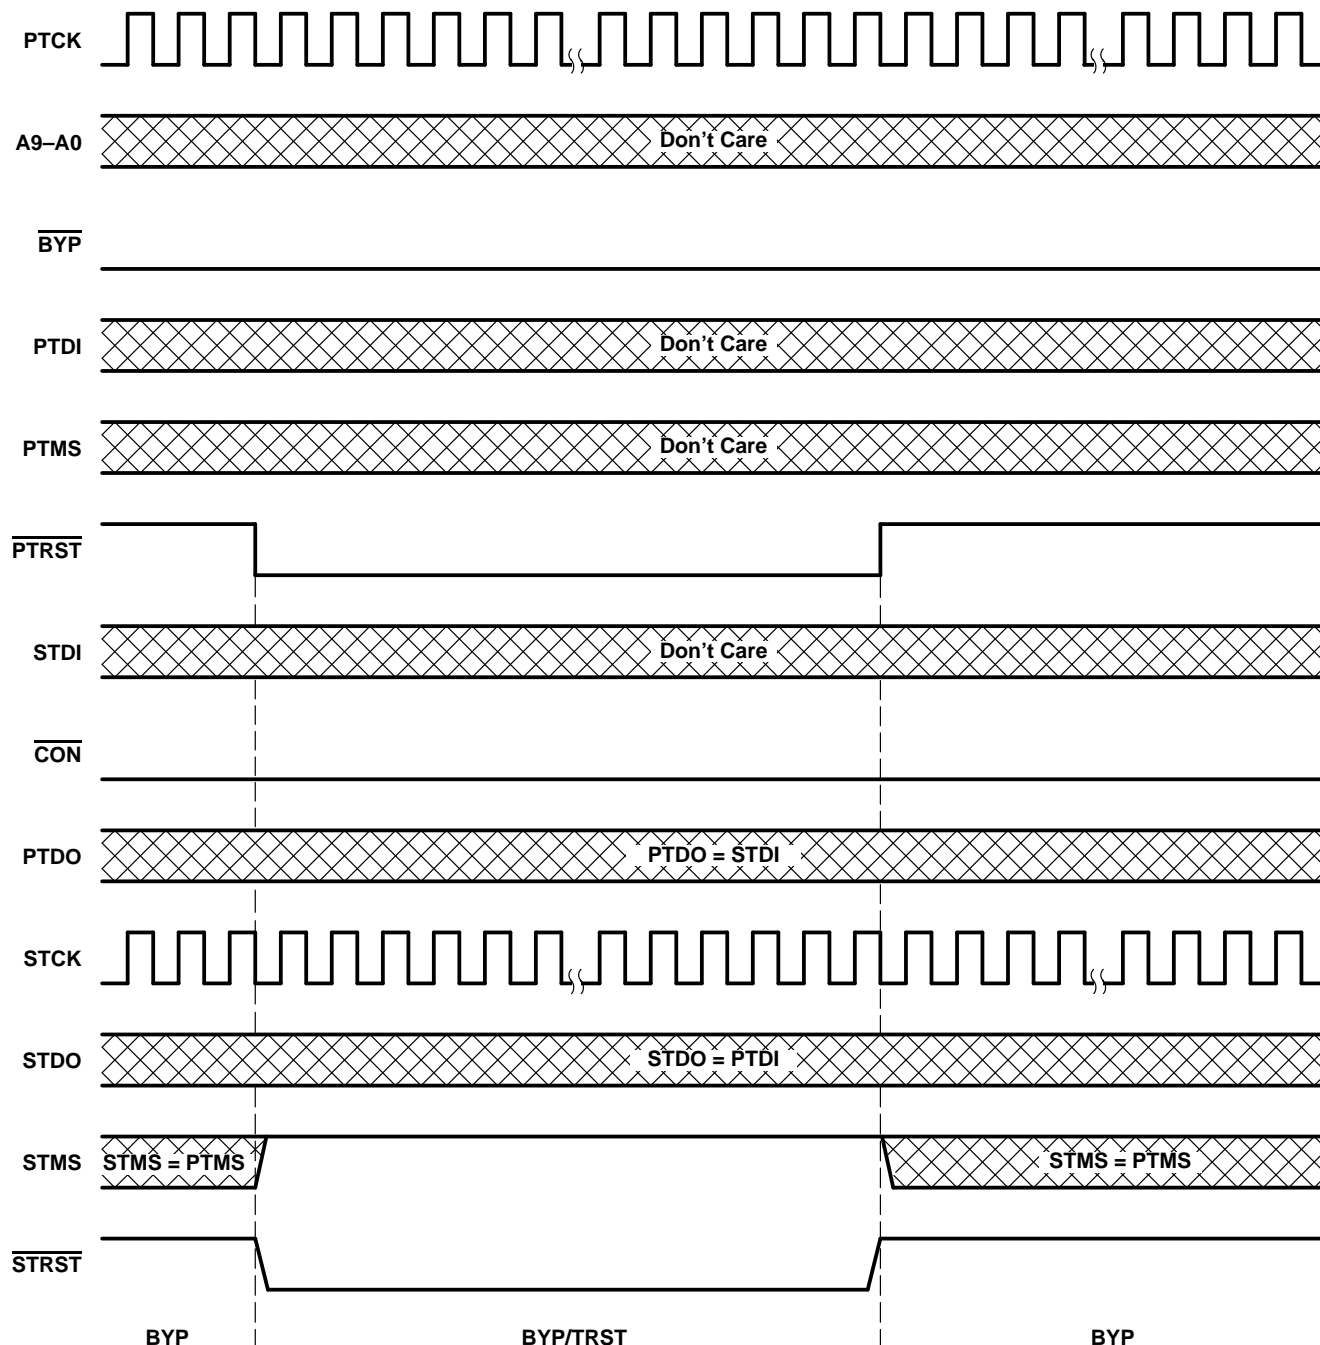 PTCK
A9–A0
Don't Care
BYP
PTDI
Don't Care
PTMS
Don't Care
PTRST
STDI
Don't Care
CON
PTDO
PTDO = STDI
STCK
STDO
STDO = PTDI
STMS
STMS = PTMS
STMS = PTMS
STRST
BYP
BYP/TRST
BYP